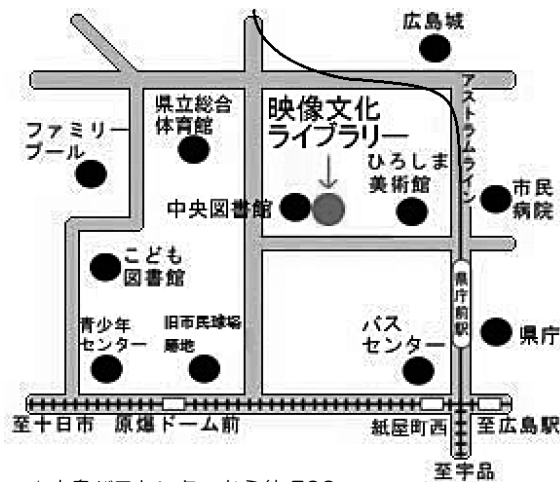 広島城
県立総合
体育館
映像文化
ライブラリー
アストラムライン
ファミリー
プール
ひろしま
美術館
市民
病院
中央図書館
こども
図書館
県庁前駅
青少年
センター
旧市民球場
跡地
バス
センター
県庁
至十日市
原爆ドーム前
紙屋町西
至広島駅
至宇品